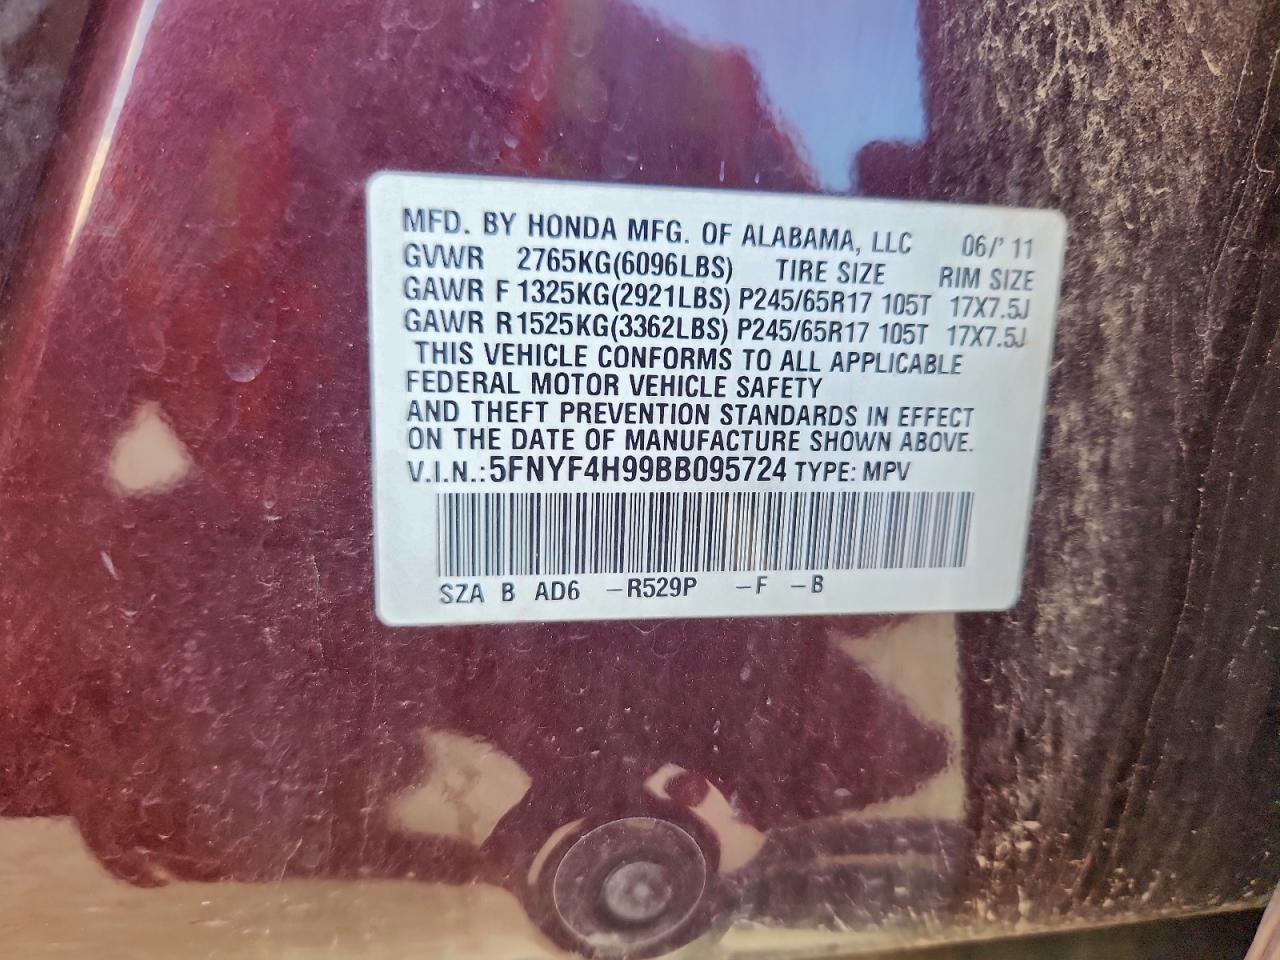 MFD. BY HONDA MFG. OF ALABAMA, LLC 06/' 11
GVWR 2765KG(6096LBS) TIRE SIZE RIM SIZE
GAWR F 1325KG(2921LBS) P245/65R17 105T 17X7.5J
GAWR R1525KG(3362LBS) P245/65R17 105T 17X7.5J
THIS VEHICLE CONFORMS TO ALL APPLICABLE
FEDERAL MOTOR VEHICLE SAFETY
AND THEFT PREVENTION STANDARDS IN EFFECT
ON THE DATE OF MANUFACTURE SHOWN ABOVE.
V.I.N.:5FNYF4H99BB095724 TYPE: MPV
SZA B AD6 -R529P -F -B